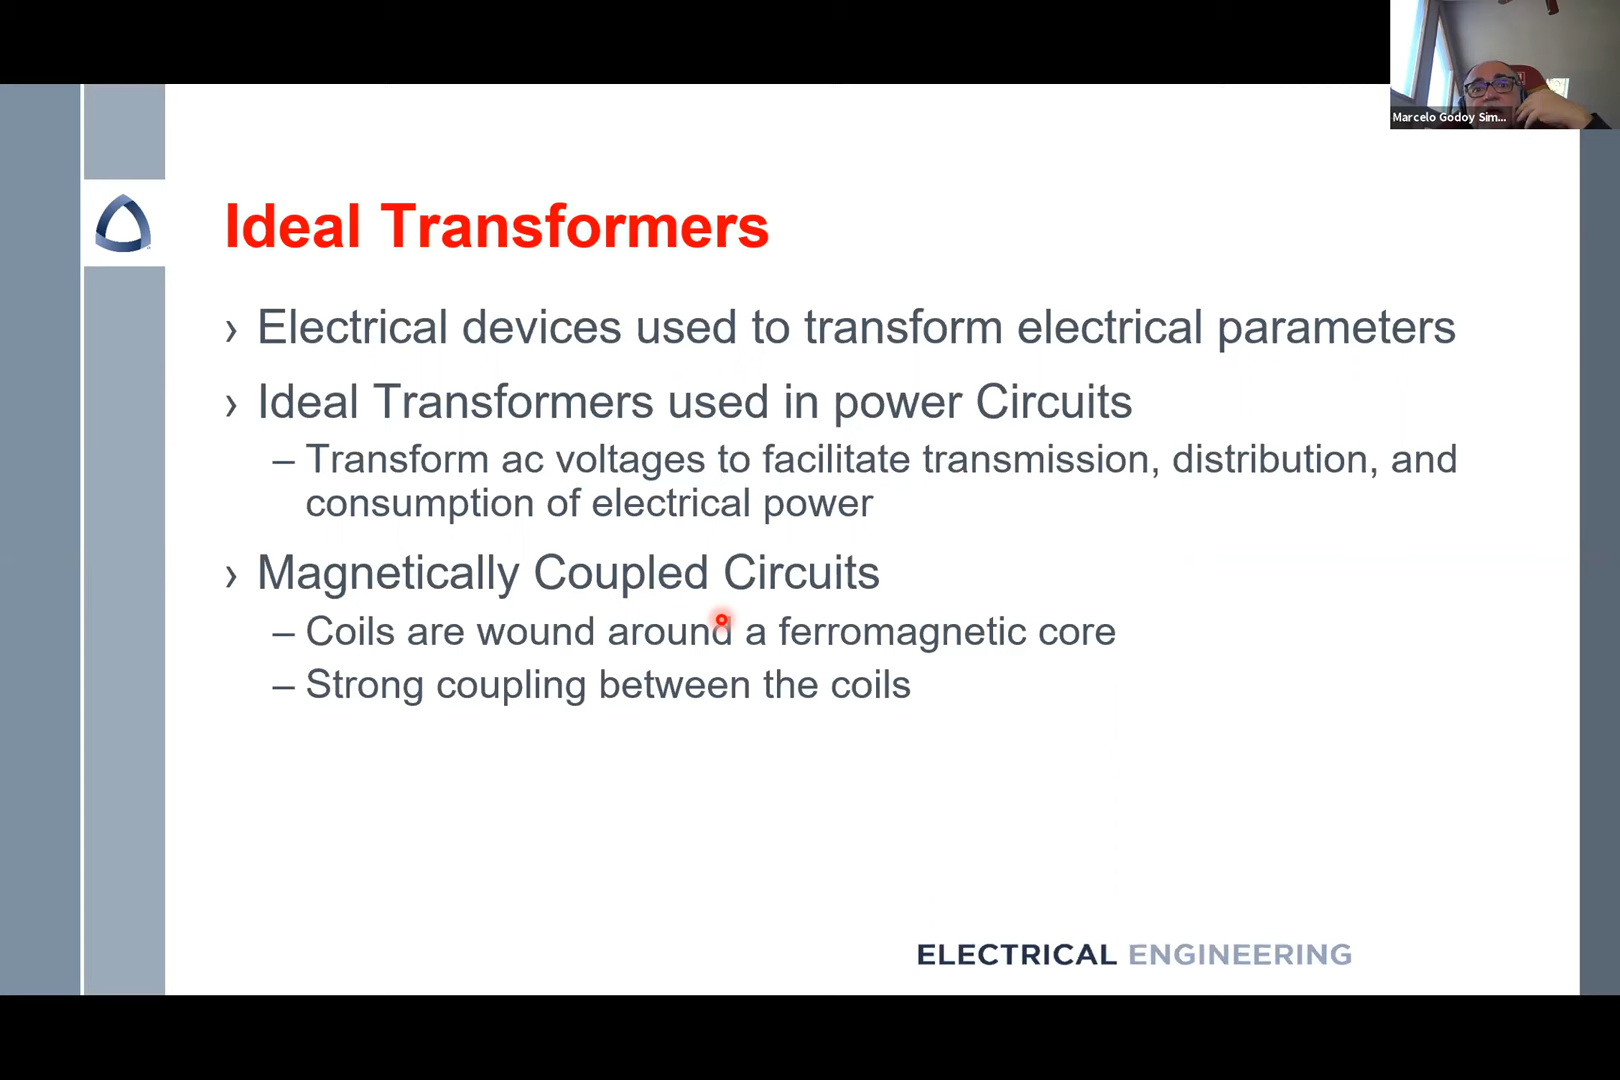 Marcelo Godoy Sim...
Ideal Transformers
› Electrical devices used to transform electrical parameters
› Ideal Transformers used in power Circuits
– Transform ac voltages to facilitate transmission, distribution, and
consumption of electrical power
› Magnetically Coupled Circuits
– Coils are wound around a ferromagnetic core
– Strong coupling between the coils
ELECTRICAL ENGINEERING